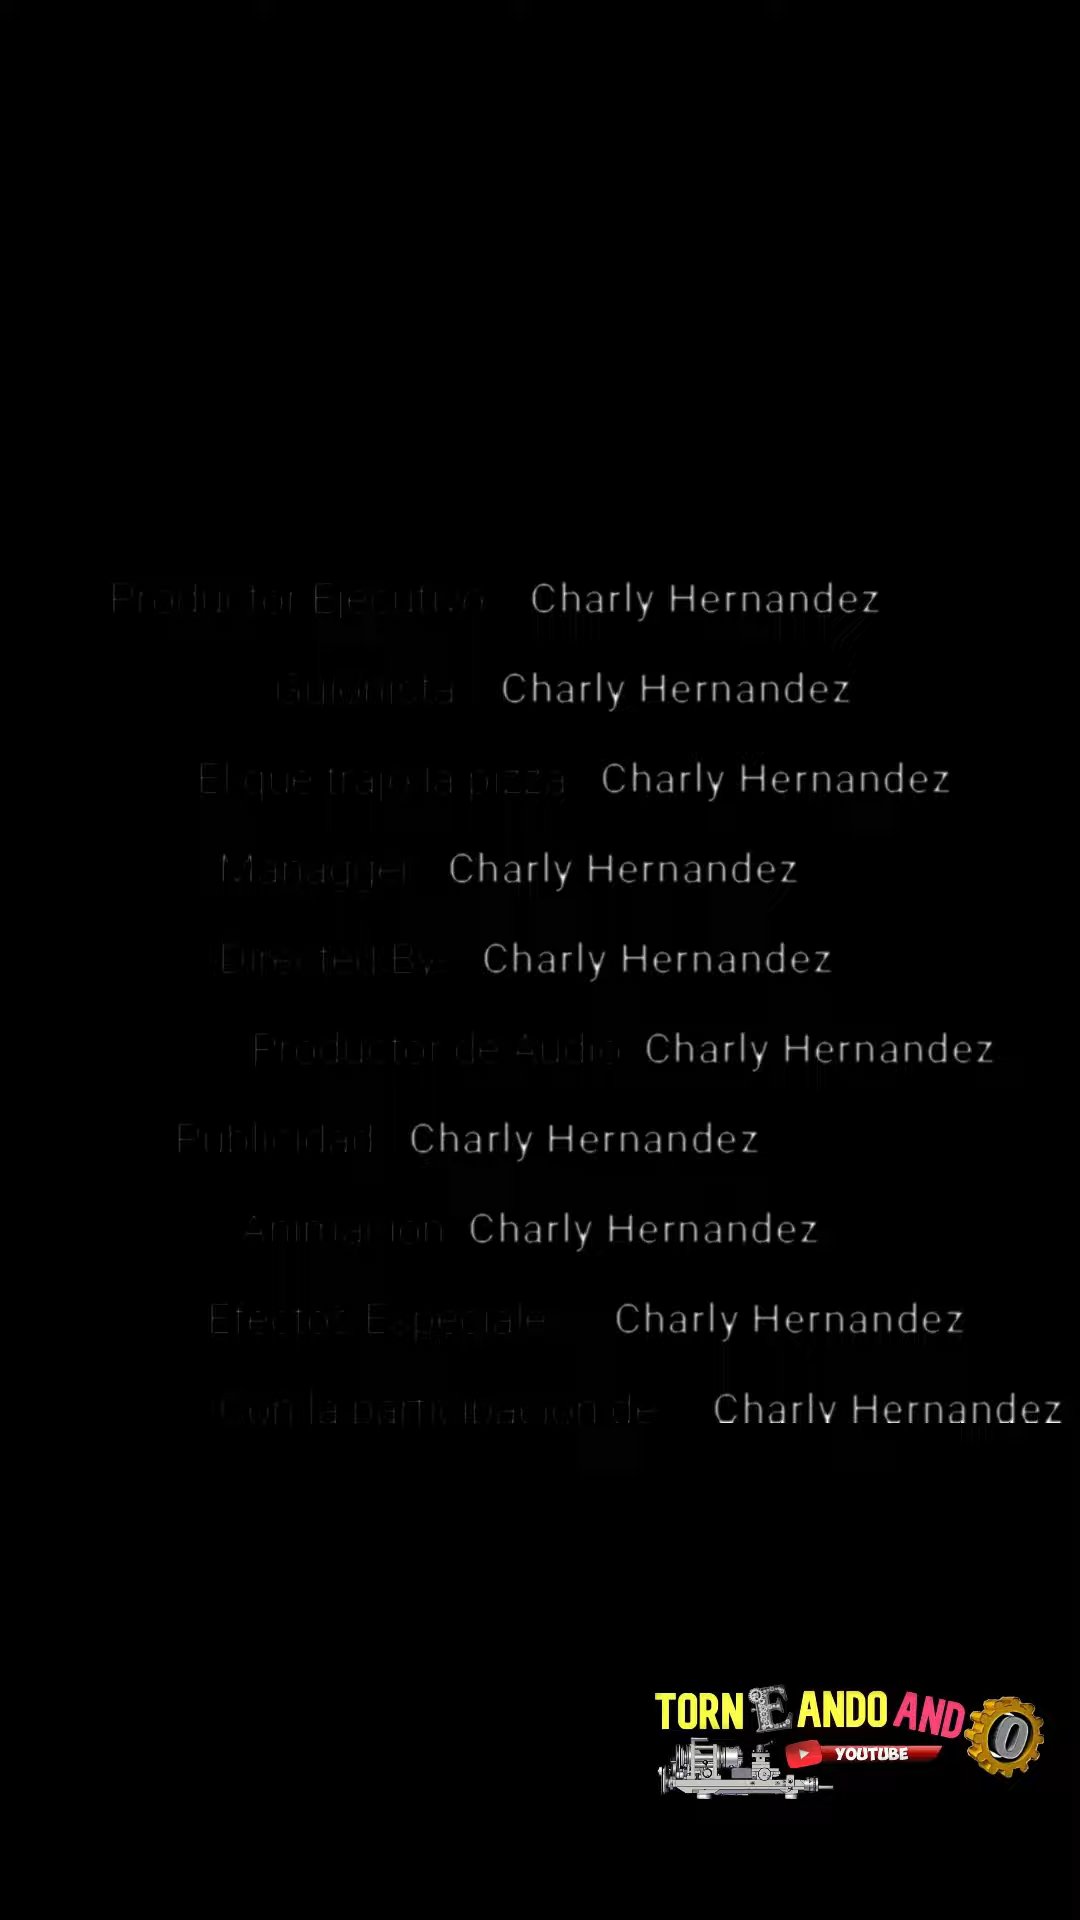 Productor Ejecutivo Charly Hernandez
Guionista Charly Hernandez
El que trajo la pizza Charly Hernandez
Managger Charly Hernandez
Directed By: Charly Hernandez
Productor de Audio Charly Hernandez
Publicidad Charly Hernandez
Animacion Charly Hernandez
Efectos Especiales Charly Hernandez
Con la participacion de Charly Hernandez
TORNEANDO ANDO
YOUTUBE